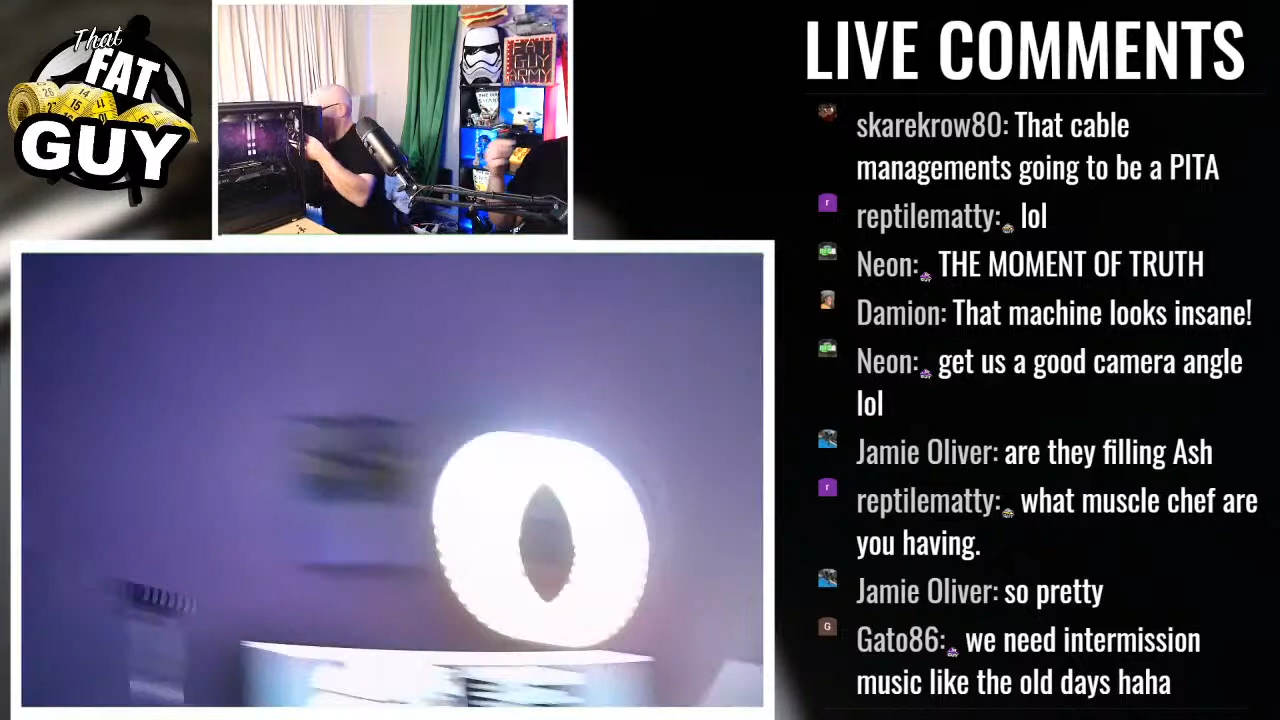 That
FAT
GUY
FAT
GUY
ARMY
LIVE COMMENTS
skarekrow80: That cable
managements going to be a PITA
reptilematty: lol
Neon: THE MOMENT OF TRUTH
Damion: That machine looks insane!
Neon: get us a good camera angle
lol
Jamie Oliver: are they filling Ash
reptilematty: what muscle chef are
you having.
Jamie Oliver: so pretty
Gato86: we need intermission
music like the old days haha